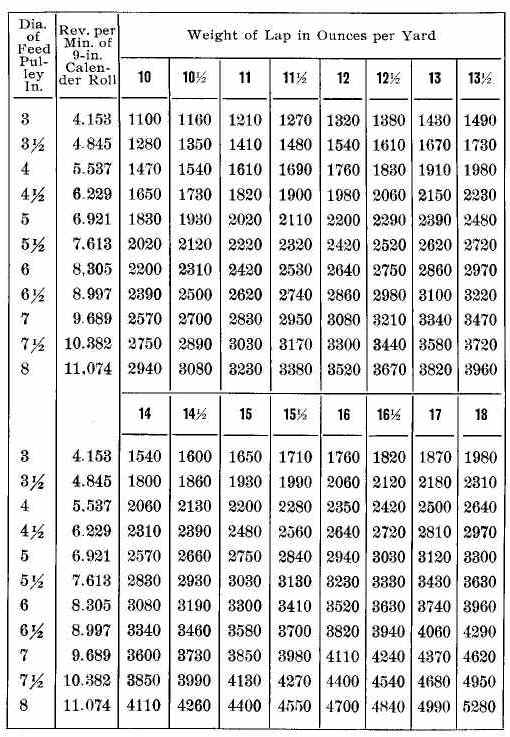 Dia. of Feed Pulley In. Rev. per Min. of 9-in. Calender Roll Weight of Lap in Ounces per Yard
10 10½ 11 11½ 12 12½ 13 13½
3 4.153 1100 1160 1210 1270 1320 1380 1430 1490
3½ 4.845 1280 1350 1410 1480 1540 1610 1670 1730
4 5.537 1470 1540 1610 1690 1760 1830 1910 1980
4½ 6.229 1650 1730 1820 1900 1980 2060 2150 2230
5 6.921 1830 1930 2020 2110 2200 2290 2390 2480
5½ 7.613 2020 2120 2220 2320 2420 2520 2620 2720
6 8,305 2200 2310 2420 2530 2640 2750 2860 2970
6½ 8.997 2390 2500 2620 2740 2860 2980 3100 3220
7 9.689 2570 2700 2830 2950 3080 3210 3340 3470
7½ 10.382 2750 2890 3030 3170 3300 3440 3580 3720
8 11,074 2940 3080 3230 3380 3520 3670 3820 3960
14 14½ 15 15½ 16 16½ 17 18
3 4.153 1540 1600 1650 1710 1760 1820 1870 1980
3½ 4.845 1800 1860 1930 1990 2060 2120 2180 2310
4 5.537 2060 2130 2200 2280 2350 2420 2500 2640
4½ 6.229 2310 2390 2480 2560 2640 2720 2810 2970
5 6.921 2570 2660 2750 2840 2940 3030 3120 3300
5½ 7.613 2830 2930 3030 3130 3230 3330 3430 3630
6 8.305 3080 3190 3300 3410 3520 3630 3740 3960
6½ 8.997 3340 3460 3580 3700 3820 3940 4060 4290
7 9.689 3600 3730 3850 3980 4110 4240 4370 4620
7½ 10.382 3850 3990 4130 4270 4400 4540 4680 4950
8 11.074 4110 4260 4400 4550 4700 4840 4990 5280